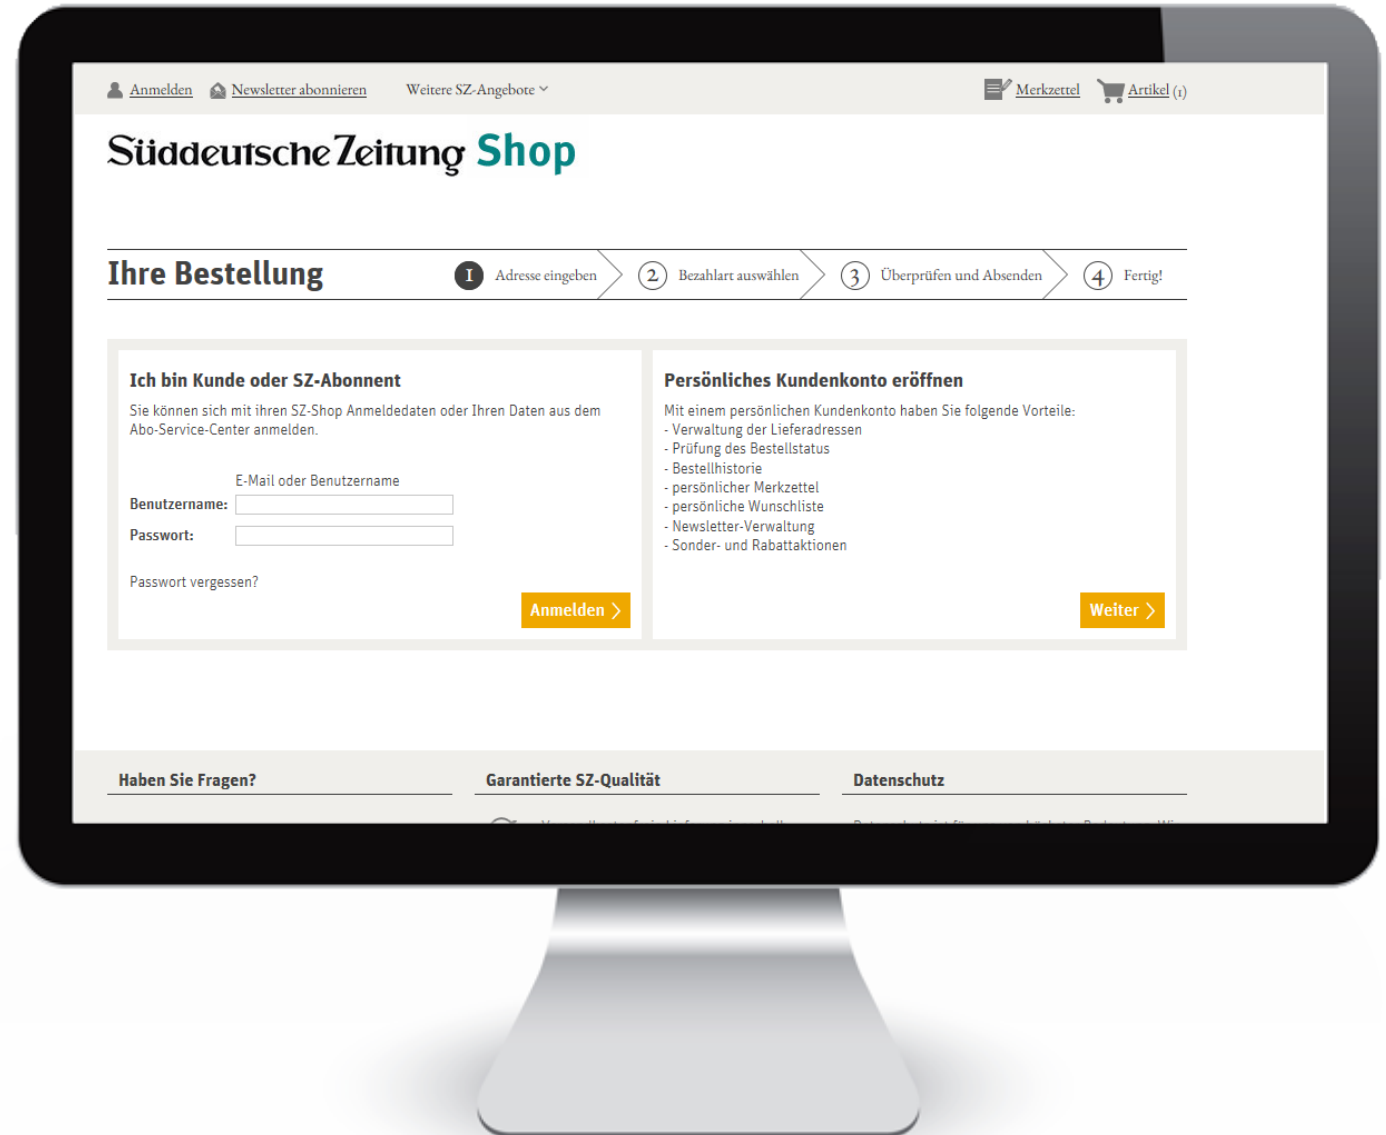 Anmelden Newsletter abonnieren Weitere SZ-Angebote Merkzettel Artikel (1)
Süddeutsche Zeitung Shop
Ihre Bestellung 1 Adresse eingeben 2 Bezahlart auswählen 3 Überprüfen und Absenden 4 Fertig!
Ich bin Kunde oder SZ-Abonnent
Sie können sich mit ihren SZ-Shop Anmeldedaten oder Ihren Daten aus dem
Abo-Service-Center anmelden.
E-Mail oder Benutzername
Benutzername:
Passwort:
Passwort vergessen?
Anmelden
Persönliches Kundenkonto eröffnen
Mit einem persönlichen Kundenkonto haben Sie folgende Vorteile:
- Verwaltung der Lieferadressen
- Prüfung des Bestellstatus
- Bestellhistorie
- persönlicher Merkzettel
- persönliche Wunschliste
- Newsletter-Verwaltung
- Sonder- und Rabattaktionen
Weiter
Haben Sie Fragen? Garantierte SZ-Qualität Datenschutz